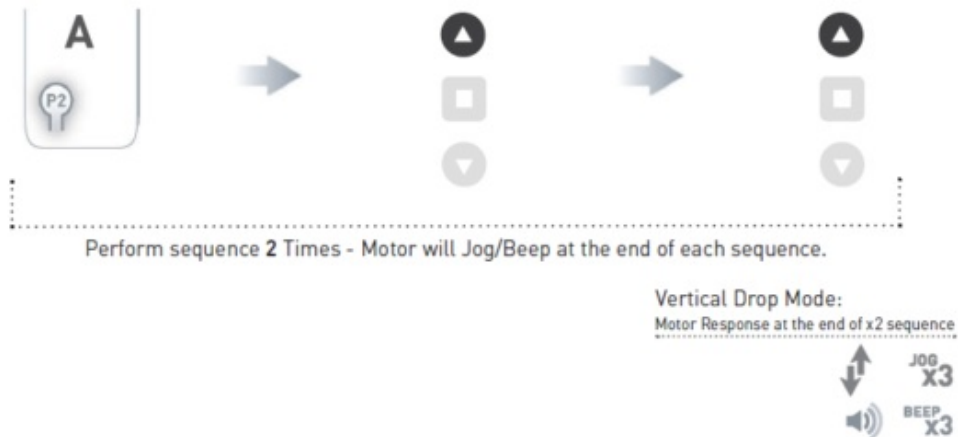 A
P2
Perform sequence 2 Times - Motor will Jog/Beep at the end of each sequence.
Vertical Drop Mode:
Motor Response at the end of x2 sequence
JOG
x3
BEEP
x3